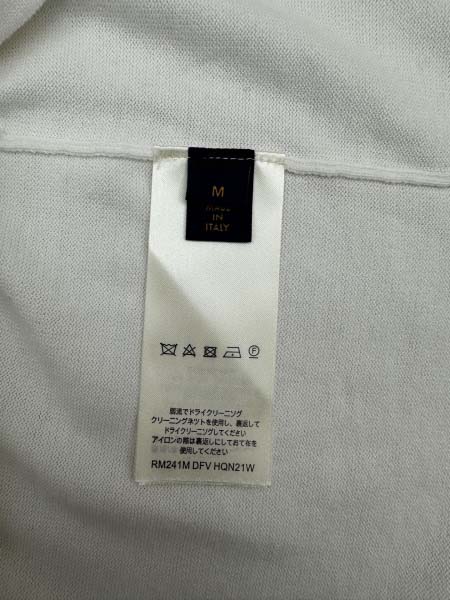 M
MADE
IN
ITALY
弱流でドライクリーニング
クリーニングネットを使用し、裏返して
ドライクリーニングしてください
アイロンの際は裏返しにしてあて布を
使用してください
RM241M DFV HQN21W